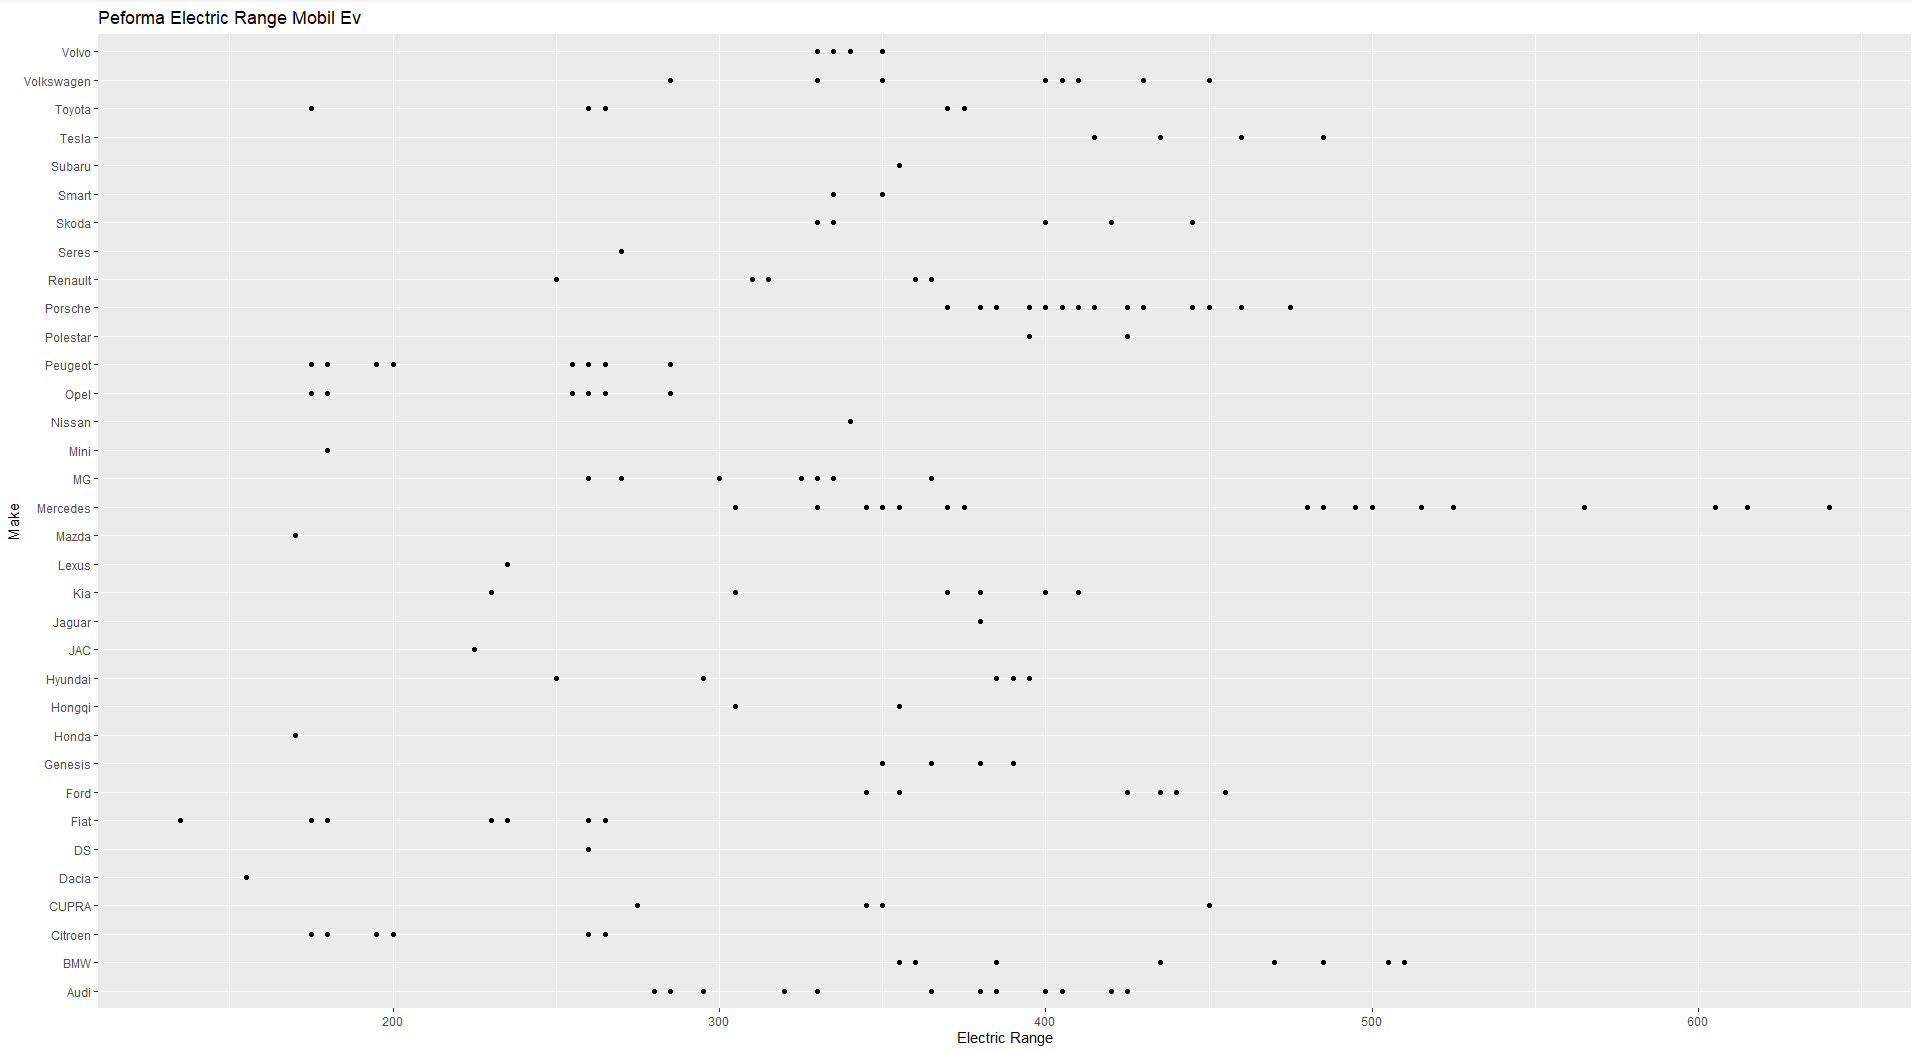 Peforma Electric Range Mobil Ev
Volvo
Volkswagen
Toyota
Tesla
Subaru
Smart
Skoda
Seres
Renault
Porsche
Polestar
Peugeot
Opel
Nissan
Mini
MG
Mercedes
Mazda
Lexus
Kia
Jaguar
JAC
Hyundai
Hongqi
Honda
Genesis
Ford
Fiat
DS
Dacia
CUPRA
Citroen
BMW
Audi
Make
200 300 400 500 600
Electric Range